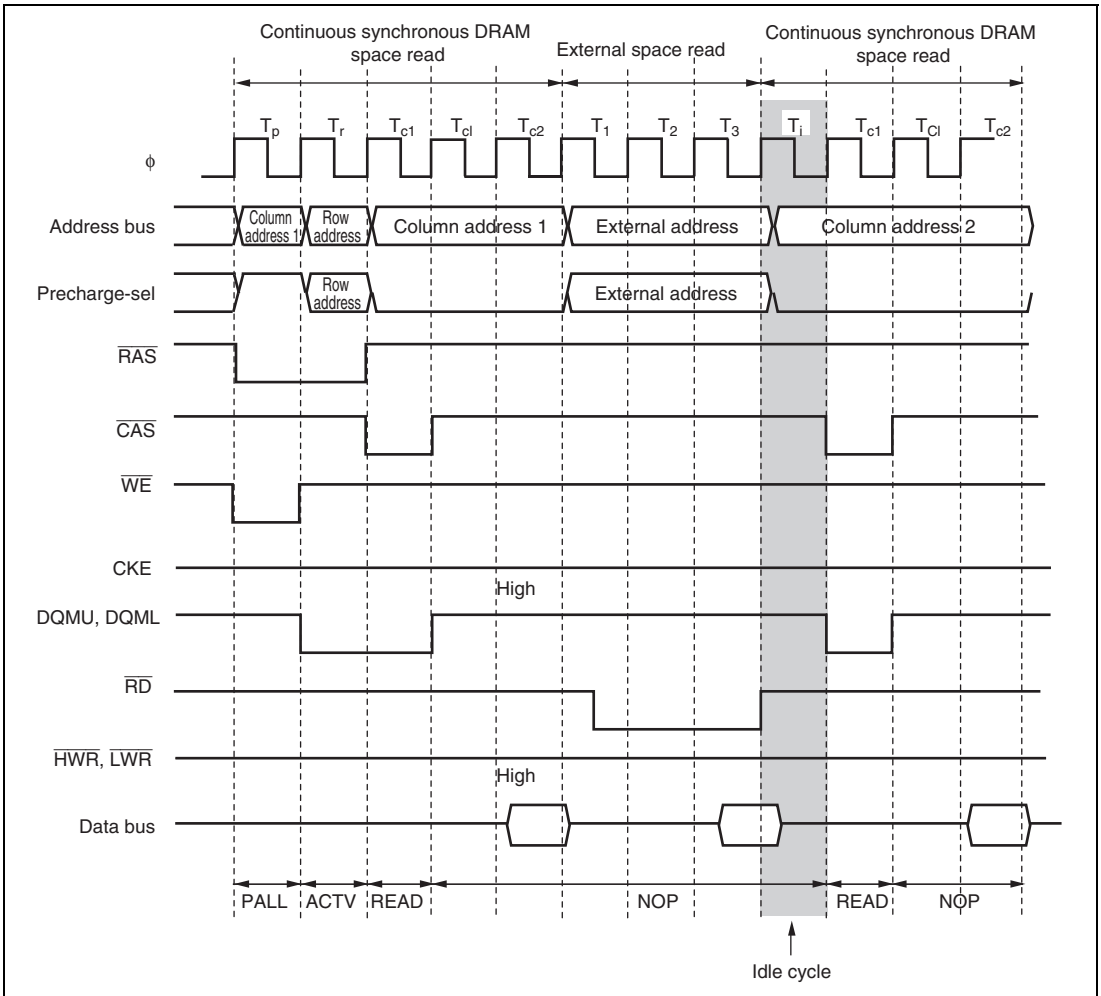 Continuous synchronous DRAM
space read
External space read
Continuous synchronous DRAM
space read
Tp Tr Tc1 Tcl Tc2 T1 T2 T3 Ti Tc1 TCl Tc2
ϕ
Address bus
Column
address 1
Row
address
Column address 1
External address
Column address 2
Precharge-sel
Row
address
External address
RAS
CAS
WE
CKE
High
DQMU, DQML
RD
HWR, LWR
High
Data bus
PALL ACTV READ NOP READ NOP
Idle cycle